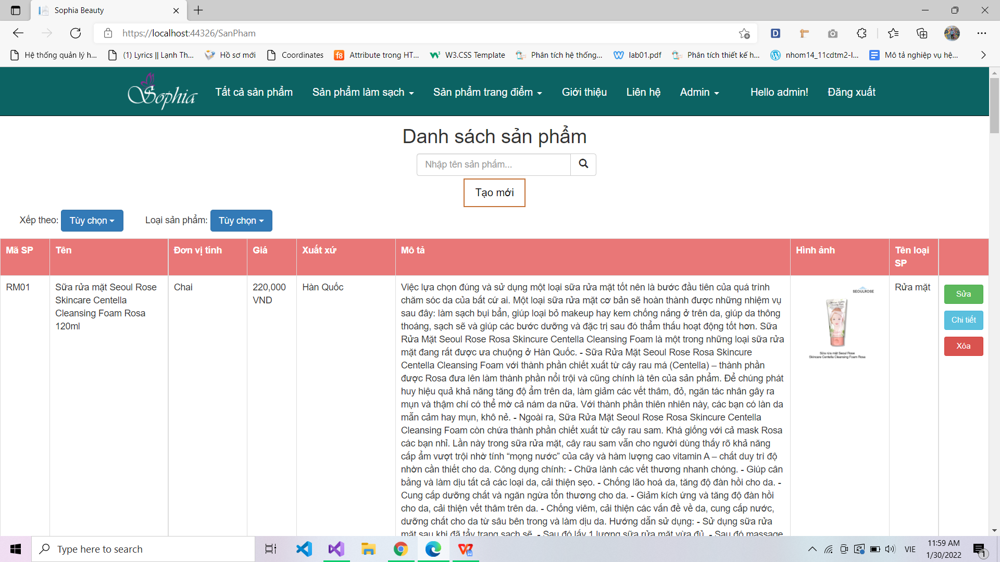 Sophia Beauty
https://localhost:44326/SanPham
Hệ thống quản lý h...
(1) Lyrics || Lạnh Th...
Hồ sơ mới
Coordinates
Attribute trong HT...
W3.CSS Template
Phân tích hệ thống...
lab01.pdf
Phân tích thiết kế h...
nhom14_11cdtm2-l...
Mô tả nghiệp vụ hệ...
Sophia
Tất cả sản phẩm
Sản phẩm làm sạch
Sản phẩm trang điểm
Giới thiệu
Liên hệ
Admin
Hello admin!
Đăng xuất
Danh sách sản phẩm
Nhập tên sản phẩm...
Tạo mới
Xếp theo: Tùy chọn
Loại sản phẩm: Tùy chọn
Mã SP
Tên
Đơn vị tính
Giá
Xuất xứ
Mô tả
Hình ảnh
Tên loại
SP
RM01
Sữa rửa mặt Seoul Rose
Skincare Centella
Cleansing Foam Rosa
120ml
Chai
220,000
VND
Hàn Quốc
Việc lựa chọn đúng và sử dụng một loại sữa rửa mặt tốt nên là bước đầu tiên của quá trình
chăm sóc da của bất cứ ai. Một loại sữa rửa mặt cơ bản sẽ hoàn thành được những nhiệm vụ
sau đây: làm sạch bụi bẩn, giúp loại bỏ makeup hay kem chống nắng ở trên da, giúp da thông
thoáng, sạch sẽ và giúp các bước dưỡng và đặc trị sau đó thẩm thấu hoạt động tốt hơn. Sữa
Rửa Mặt Seoul Rose Rosa Skincure Centella Cleansing Foam là một trong những loại sữa rửa
mặt đang rất được ưa chuộng ở Hàn Quốc. - Sữa Rửa Mặt Seoul Rose Rosa Skincure
Centella Cleansing Foam với thành phần chiết xuất từ cây rau má (Centella) – thành phần
được Rosa đưa lên làm thành phần nổi trội và cũng chính là tên của sản phẩm. Để chúng phát
huy hiệu quả khả năng tăng độ ẩm trên da, làm giảm các vết thâm, đỏ, ngăn tác nhân gây ra
mụn và thậm chí có thể mờ cả nám da nữa. Với thành phần thiên nhiên này, các bạn có làn da
mẫn cảm hay mụn, khô nẻ. - Ngoài ra, Sữa Rửa Mặt Seoul Rose Rosa Skincure Centella
Cleansing Foam còn chứa thành phần chiết xuất từ cây rau sam. Khá giống với cả mask Rosa
các bạn nhỉ. Lần này trong sữa rửa mặt, cây rau sam vẫn cho người dùng thấy rõ khả năng
cấp ẩm vượt trội nhờ tính “mọng nước” của cây và hàm lượng cao vitamin A – chất duy trì độ
nhờn cần thiết cho da. Công dụng chính: - Chữa lành các vết thương nhanh chóng. - Giúp cân
bằng và làm dịu tất cả các loại da, cải thiện sẹo. - Chống lão hoá da, tăng độ đàn hồi cho da. -
Cung cấp dưỡng chất và ngăn ngừa tổn thương cho da. - Giảm kích ứng và tăng độ đàn hồi
cho da, cải thiện vết thâm trên da. - Chống viêm, cải thiện các vấn đề về da, cung cấp nước,
dưỡng chất cho da từ sâu bên trong và làm dịu da. Hướng dẫn sử dụng: - Sử dụng sữa rửa
mặt sau khi đã tẩy trang sạch sẽ. - Sau đó lấy 1 lượng sữa rửa mặt vừa đủ. - Sau đó massage
SEOULROSE
Sữa rửa mặt Seoul Rose
Skincare Centella Cleansing Foam Rosa
Rửa mặt
Sửa
Chi tiết
Xóa
Type here to search
VIE
11:59 AM
1/30/2022
1